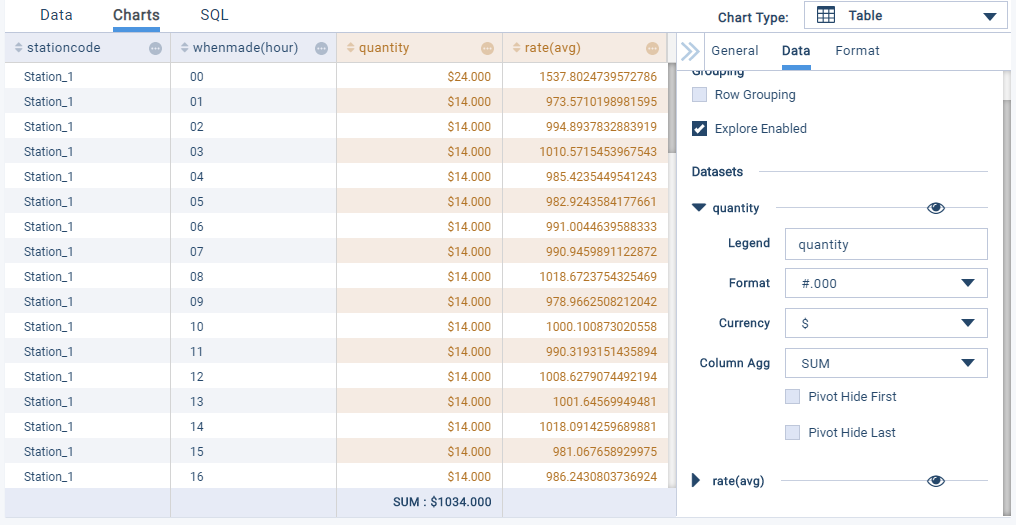 Data Charts SQL
Chart Type: Table
stationcode whenmade(hour) quantity rate(avg)
Station_1 00 $24.000 1537.8024739572786
Station_1 01 $14.000 973.5710198981595
Station_1 02 $14.000 994.8937832883919
Station_1 03 $14.000 1010.5715453967543
Station_1 04 $14.000 985.4235449541243
Station_1 05 $14.000 982.9243584177661
Station_1 06 $14.000 991.0044639588333
Station_1 07 $14.000 990.9459891122872
Station_1 08 $14.000 1018.6723754325469
Station_1 09 $14.000 978.9662508212042
Station_1 10 $14.000 1000.100873020558
Station_1 11 $14.000 990.3193151435894
Station_1 12 $14.000 1008.6279074492194
Station_1 13 $14.000 1001.64569949481
Station_1 14 $14.000 1018.0914259689881
Station_1 15 $14.000 981.067658929975
Station_1 16 $14.000 986.2430803736924
SUM : $1034.000
General Data Format
Grouping
Row Grouping
Explore Enabled
Datasets
quantity
Legend quantity
Format #.000
Currency $
Column Agg SUM
Pivot Hide First
Pivot Hide Last
rate(avg)